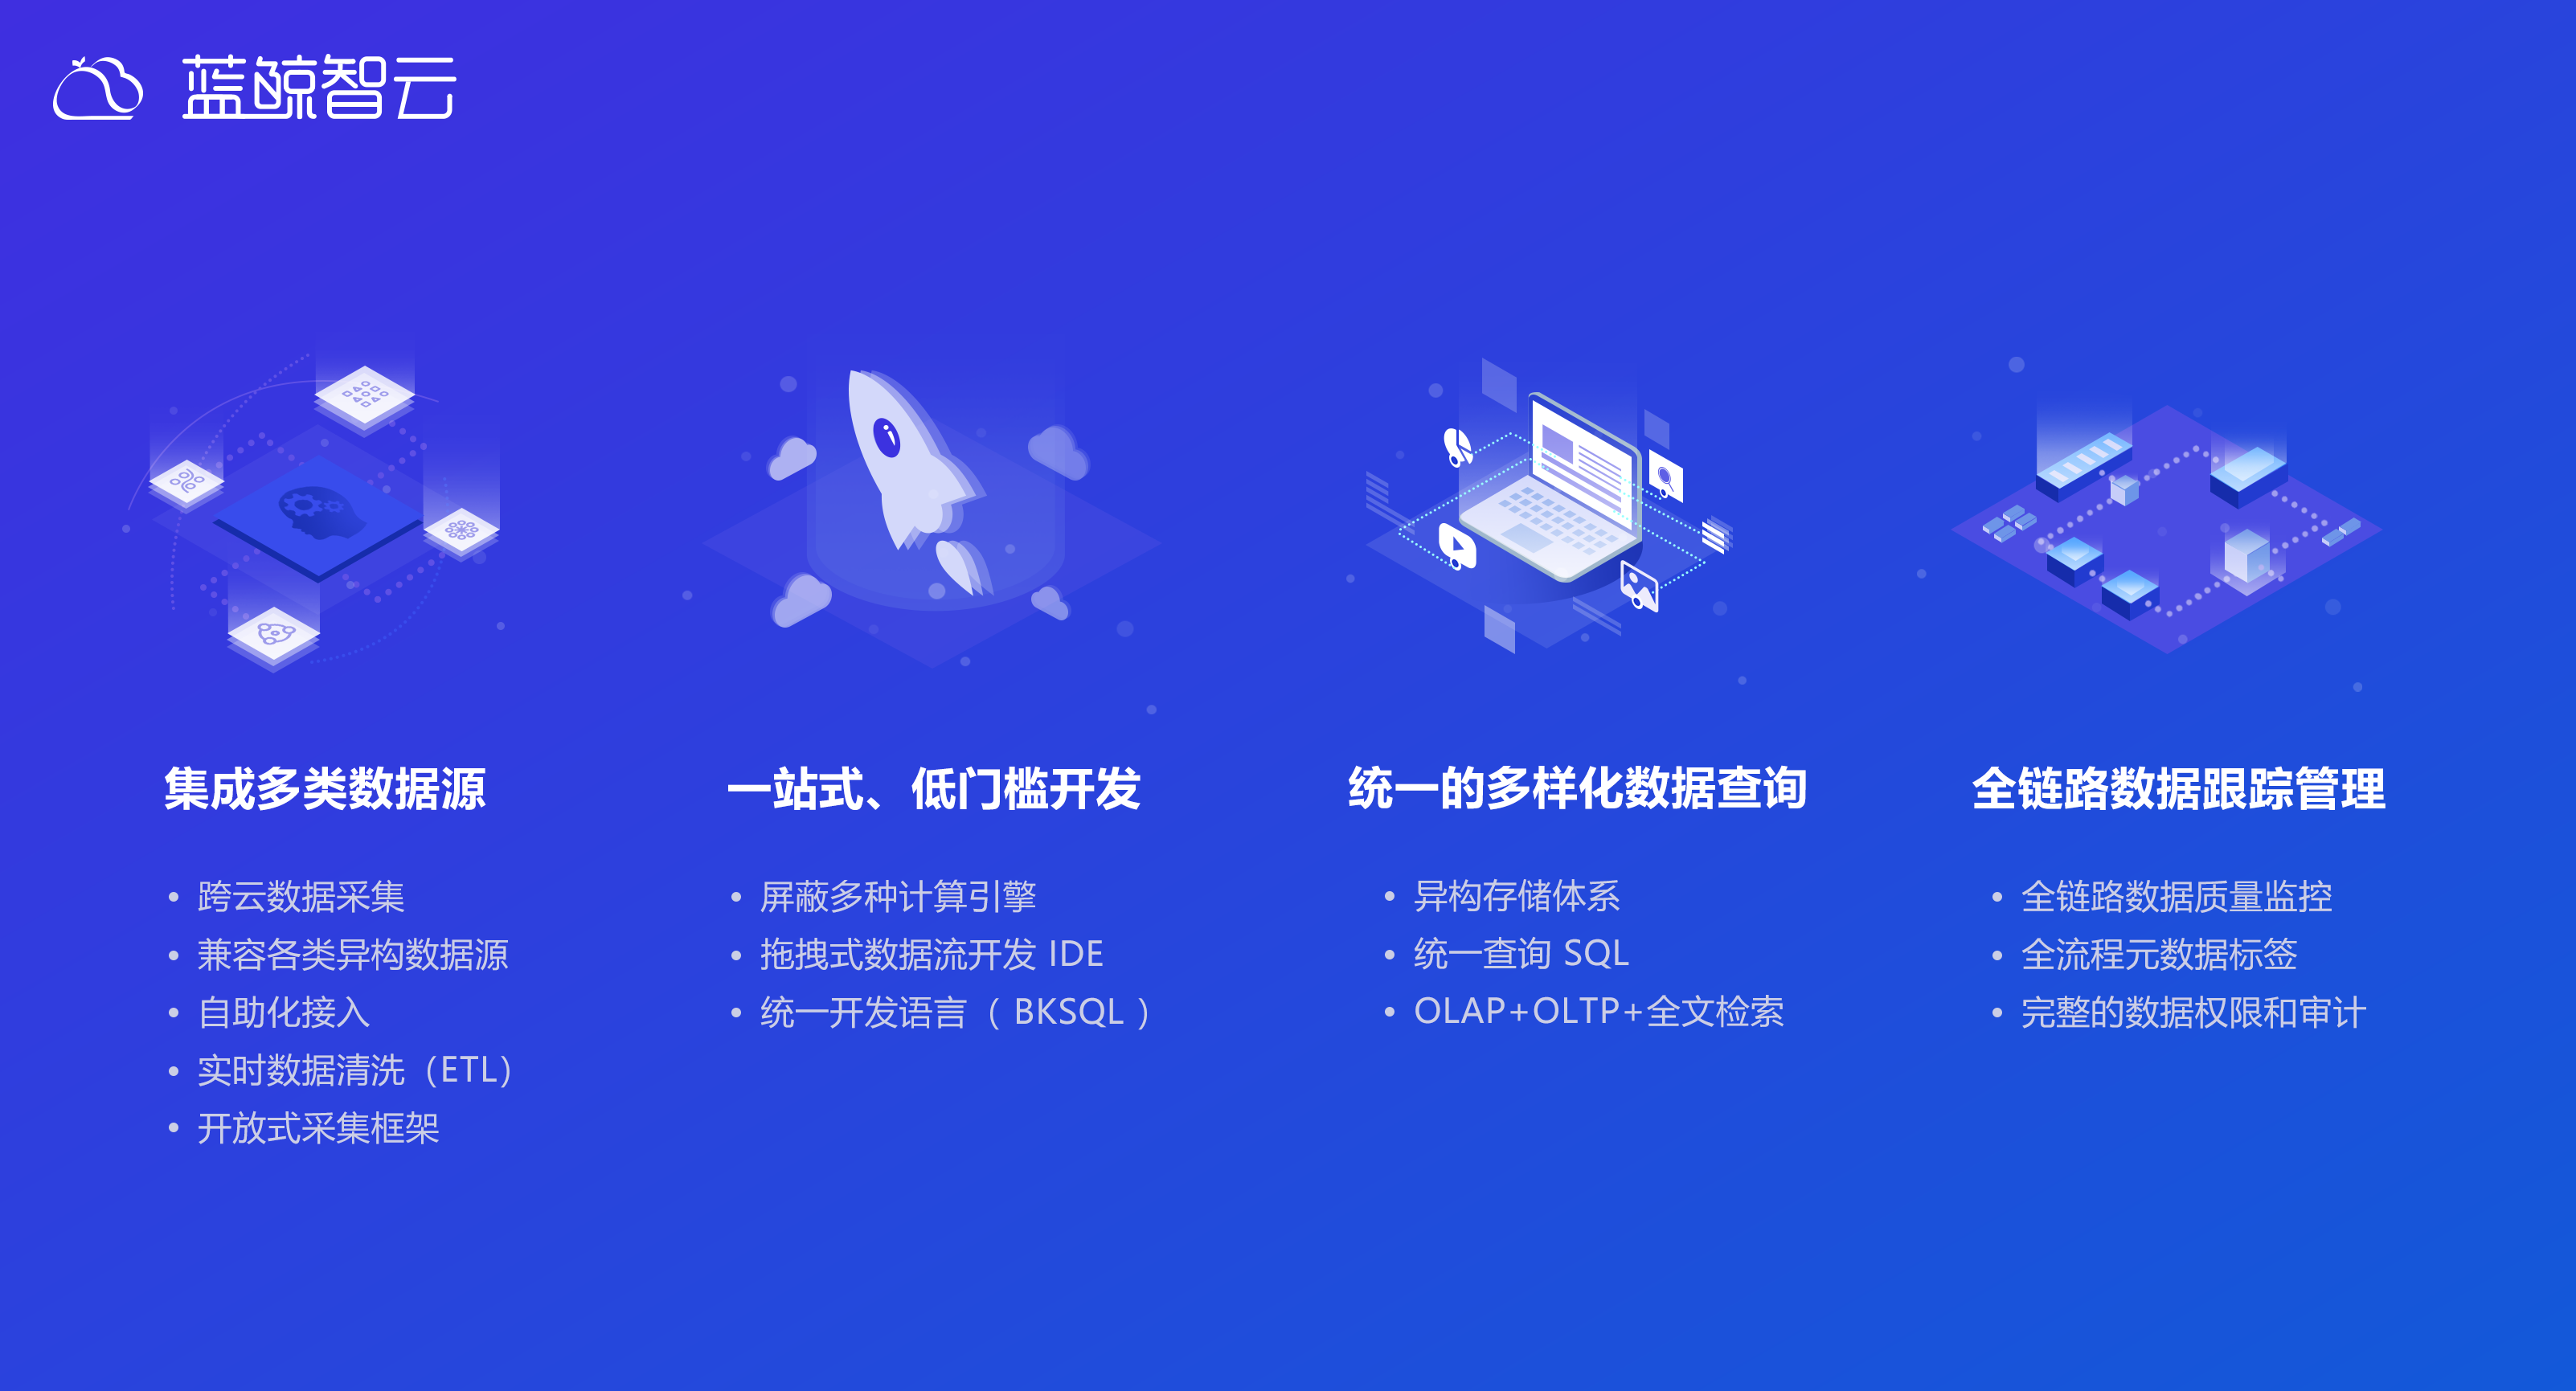 蓝鲸智云
集成多类数据源
• 跨云数据采集
• 兼容各类异构数据源
• 自助化接入
• 实时数据清洗（ETL）
• 开放式采集框架
一站式、低门槛开发
• 屏蔽多种计算引擎
• 拖拽式数据流开发 IDE
• 统一开发语言（ BKSQL ）
统一的多样化数据查询
• 异构存储体系
• 统一查询 SQL
• OLAP+OLTP+全文检索
全链路数据跟踪管理
• 全链路数据质量监控
• 全流程元数据标签
• 完整的数据权限和审计